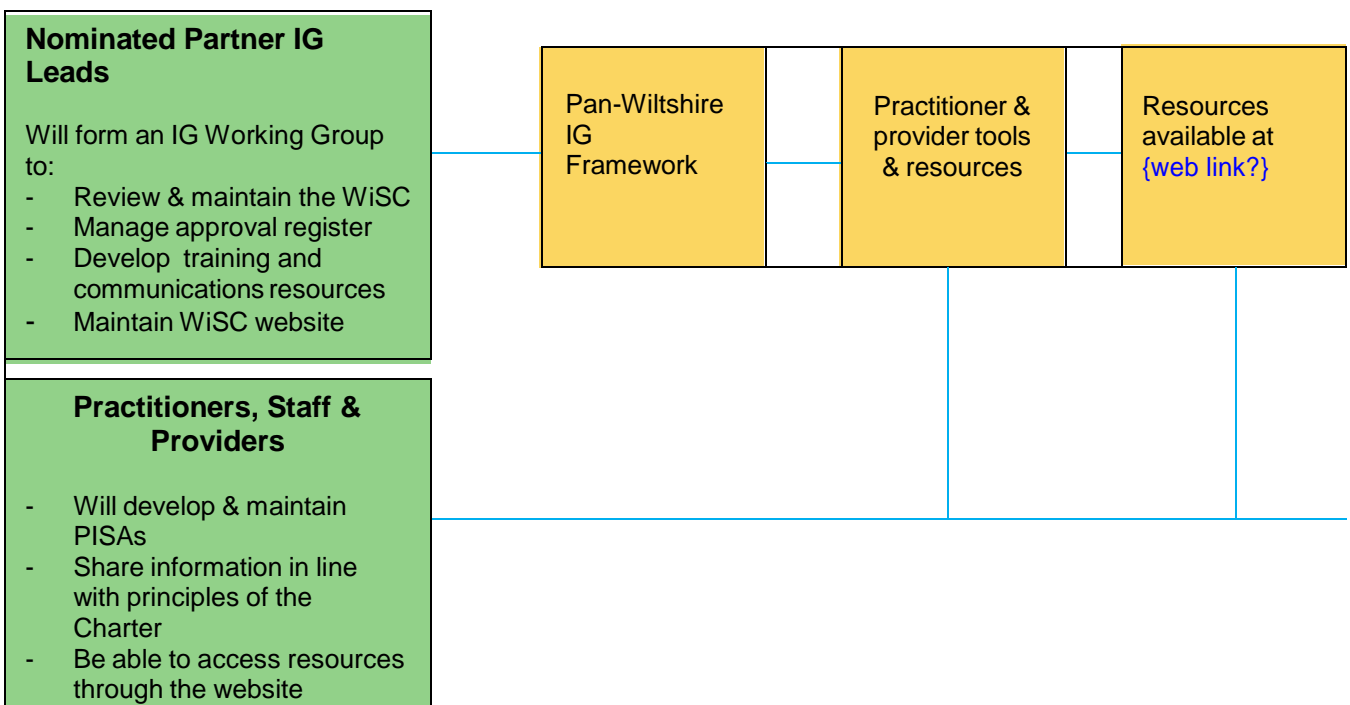 Nominated Partner IG
Leads
Will form an IG Working Group
to:
- Review & maintain the WiSC
- Manage approval register
- Develop training and
communications resources
- Maintain WiSC website
Pan-Wiltshire
IG
Framework
Practitioner &
provider tools
& resources
Resources
available at
{web link?}
Practitioners, Staff &
Providers
- Will develop & maintain
PISAs
- Share information in line
with principles of the
Charter
- Be able to access resources
through the website